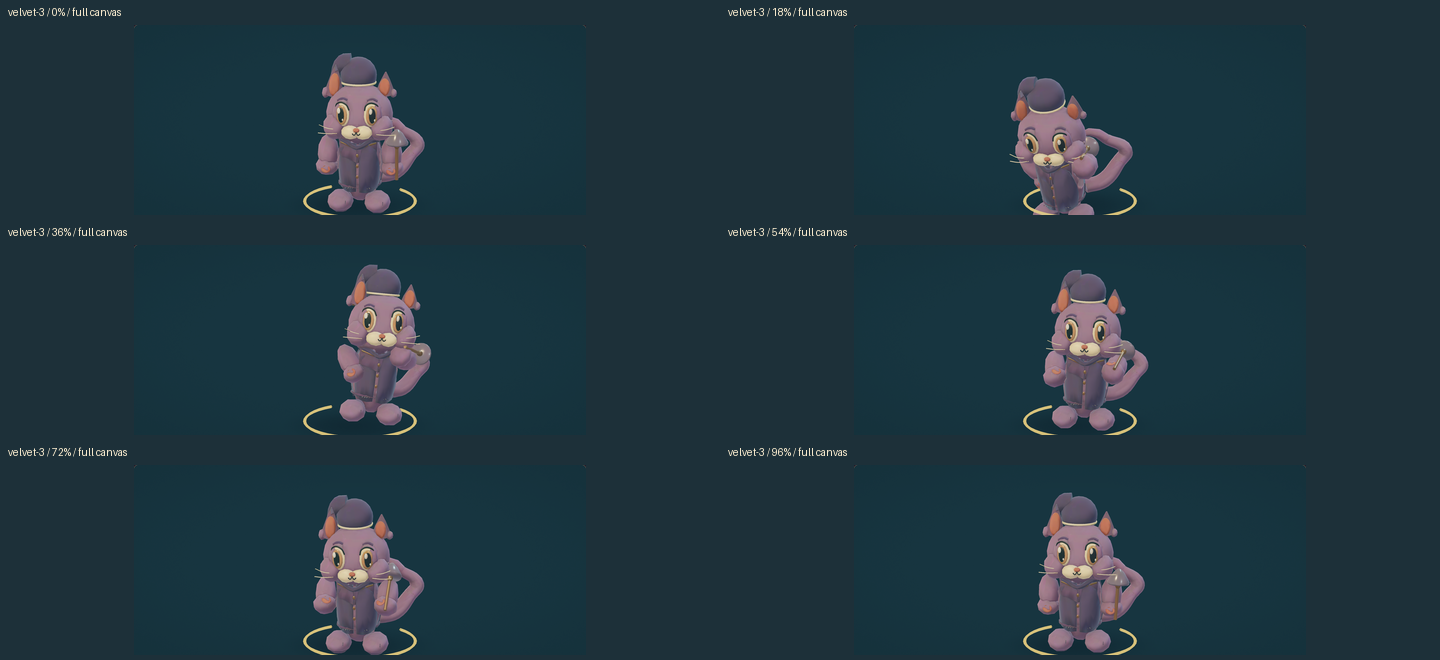 velvet-3 / 0% / full canvas
velvet-3 / 18% / full canvas
velvet-3 / 36% / full canvas
velvet-3 / 54% / full canvas
velvet-3 / 72% / full canvas
velvet-3 / 96% / full canvas